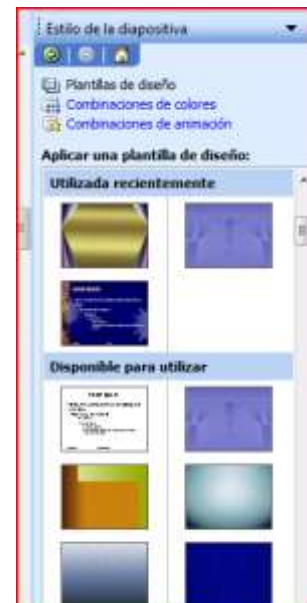 Estilo de la diapositiva
Plantillas de diseño
Combinaciones de colores
Combinaciones de animación
Aplicar una plantilla de diseño:
Utilizada recientemente
Disponible para utilizar